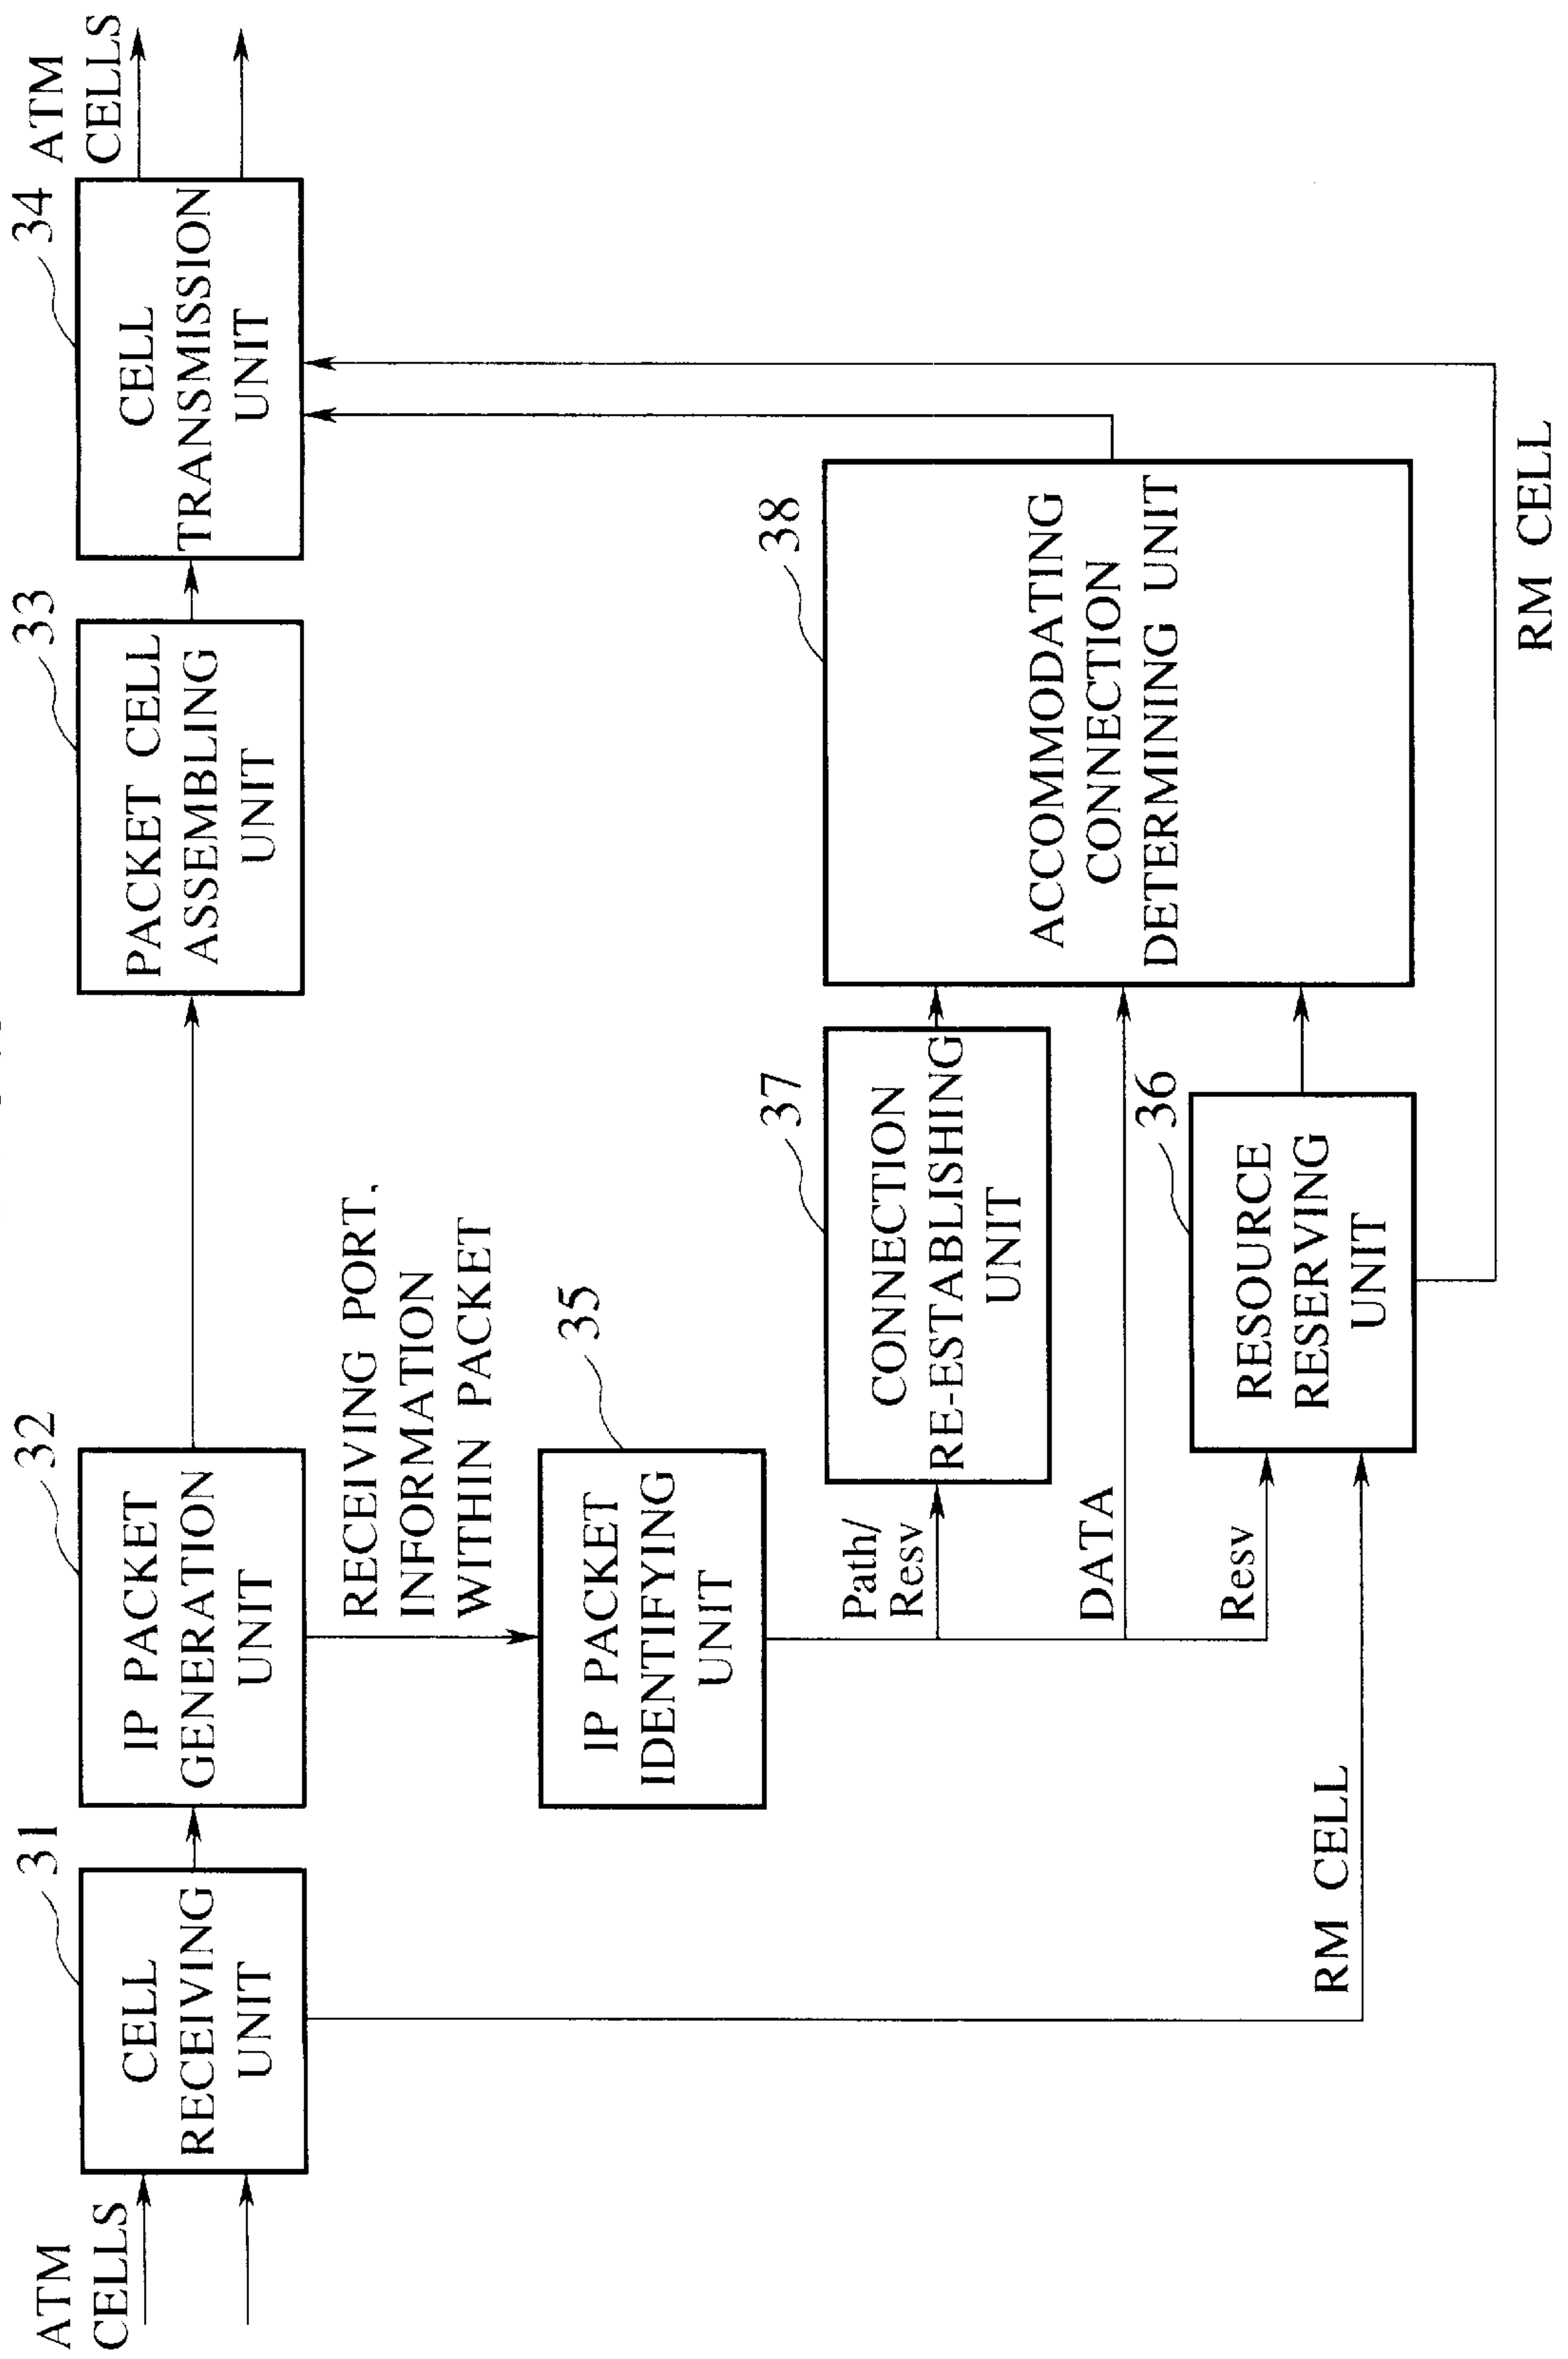 ATM
CELLS
31
CELL
RECEIVING
UNIT
32
IP PACKET
GENERATION
UNIT
33
PACKET CELL
ASSEMBLING
UNIT
34
CELL
TRANSMISSION
UNIT
ATM
CELLS
RECEIVING PORT,
INFORMATION
WITHIN PACKET
35
IP PACKET
IDENTIFYING
UNIT
Path/
Resv
37
CONNECTION
RE-ESTABLISHING
UNIT
38
ACCOMMODATING
CONNECTION
DETERMINING UNIT
DATA
Resv
36
RESOURCE
RESERVING
UNIT
RM CELL
RM CELL